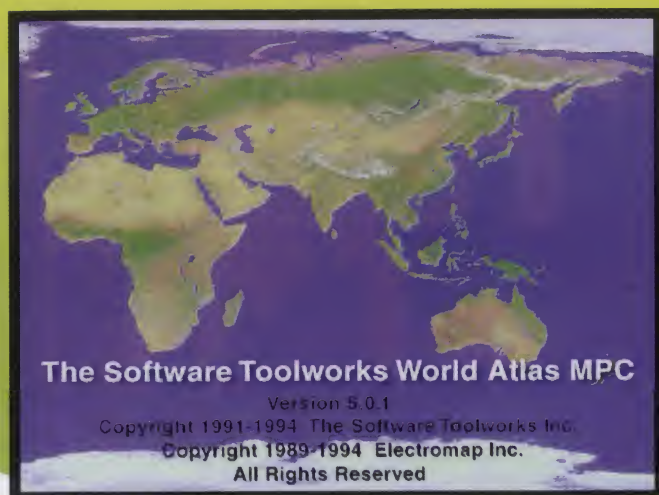 The Software Toolworks World Atlas MPC
Version 5.0.1
Copyright 1991-1994 The Software Toolworks Inc.
Copyright 1989-1994 Electromap Inc.
All Rights Reserved